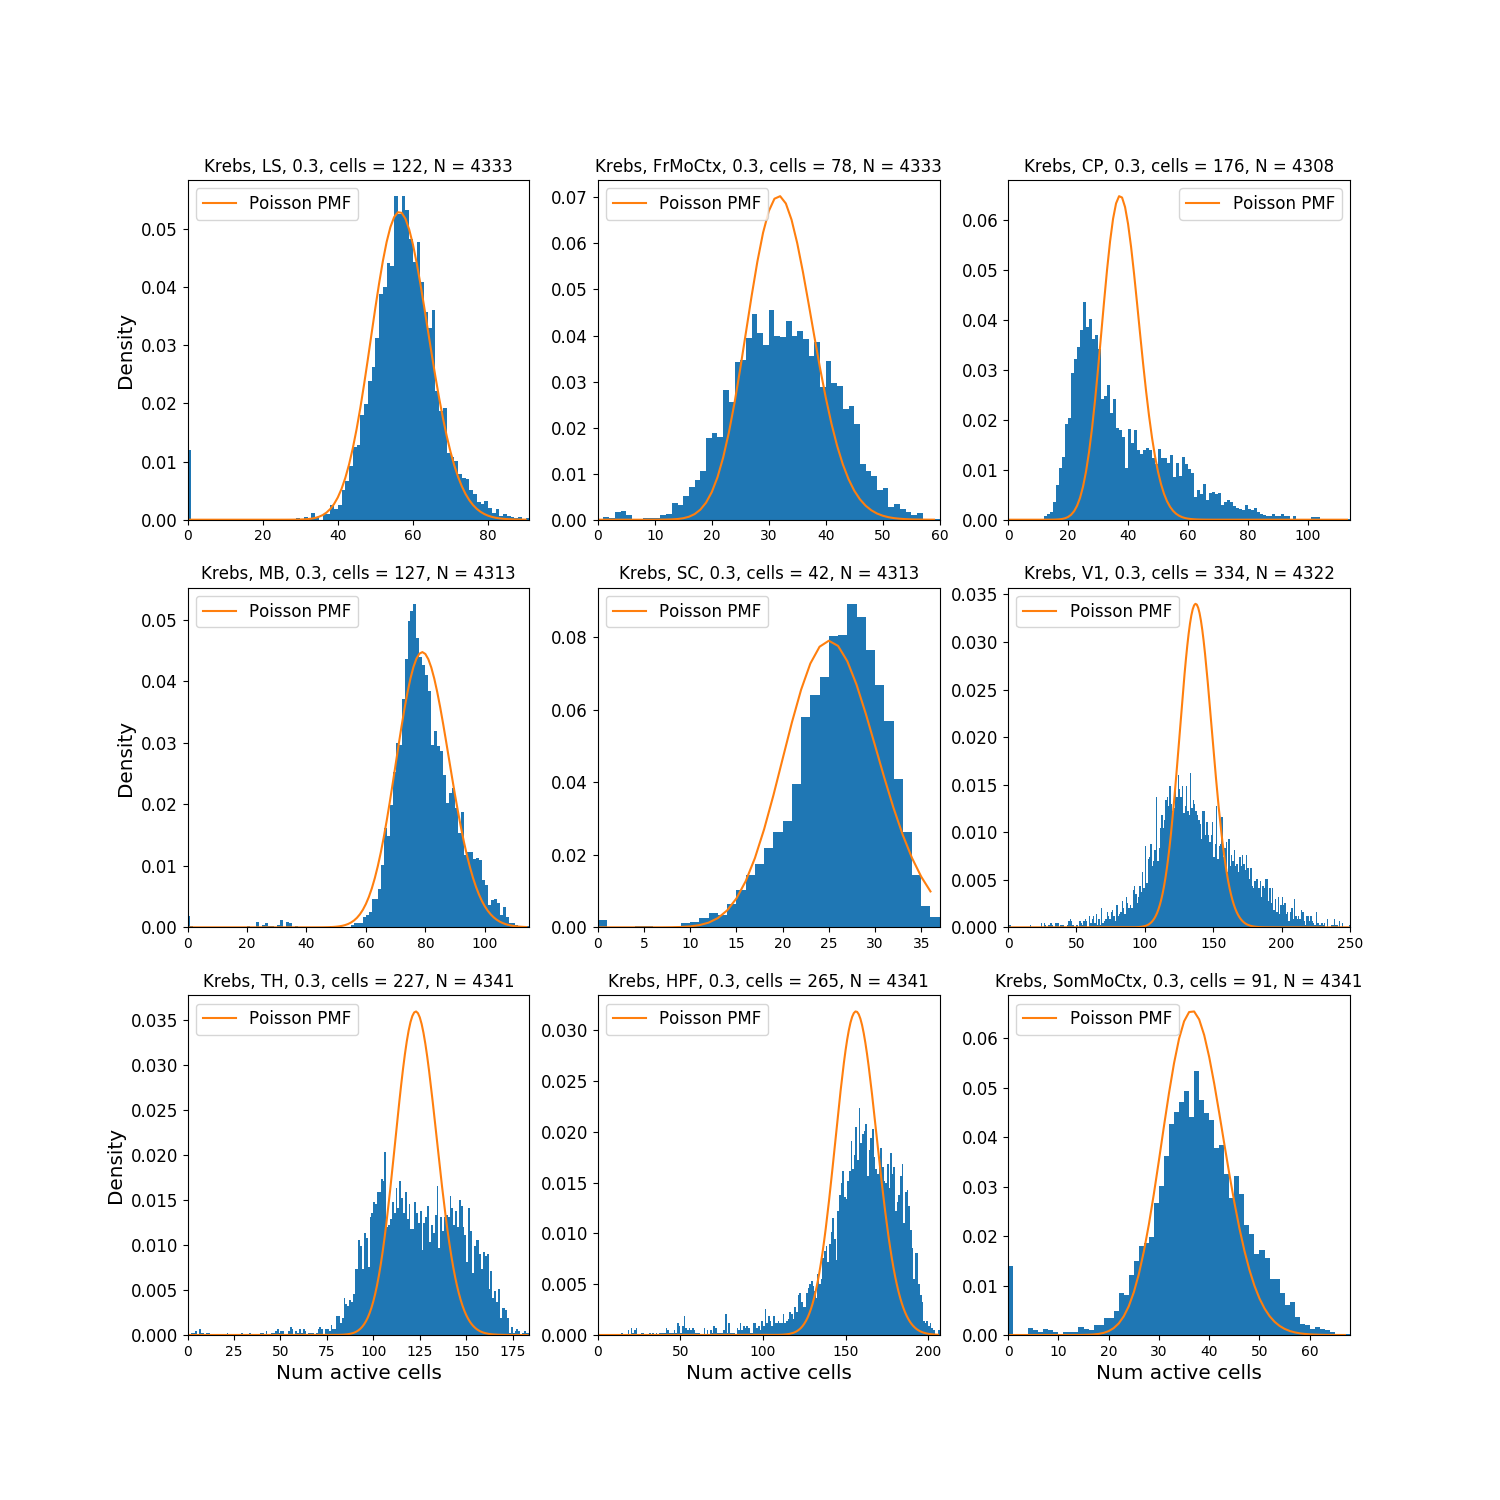 Krebs, LS, 0.3, cells = 122, N = 4333
Krebs, FrMoCtx, 0.3, cells = 78, N = 4333
Krebs, CP, 0.3, cells = 176, N = 4308
Poisson PMF
Poisson PMF
Poisson PMF
Density
0.05
0.04
0.03
0.02
0.01
0.00
0 20 40 60 80
0.07
0.06
0.05
0.04
0.03
0.02
0.01
0.00
0 10 20 30 40 50 60
0.06
0.05
0.04
0.03
0.02
0.01
0.00
0 20 40 60 80 100
Krebs, MB, 0.3, cells = 127, N = 4313
Krebs, SC, 0.3, cells = 42, N = 4313
Krebs, V1, 0.3, cells = 334, N = 4322
Poisson PMF
Poisson PMF
Poisson PMF
Density
0.05
0.04
0.03
0.02
0.01
0.00
0 20 40 60 80 100
0.08
0.06
0.04
0.02
0.00
0 5 10 15 20 25 30 35
0.035
0.030
0.025
0.020
0.015
0.010
0.005
0.000
0 50 100 150 200 250
Krebs, TH, 0.3, cells = 227, N = 4341
Krebs, HPF, 0.3, cells = 265, N = 4341
Krebs, SomMoCtx, 0.3, cells = 91, N = 4341
Poisson PMF
Poisson PMF
Poisson PMF
Density
0.035
0.030
0.025
0.020
0.015
0.010
0.005
0.000
0 25 50 75 100 125 150 175
Num active cells
0.030
0.025
0.020
0.015
0.010
0.005
0.000
0 50 100 150 200
Num active cells
0.06
0.05
0.04
0.03
0.02
0.01
0.00
0 10 20 30 40 50 60
Num active cells